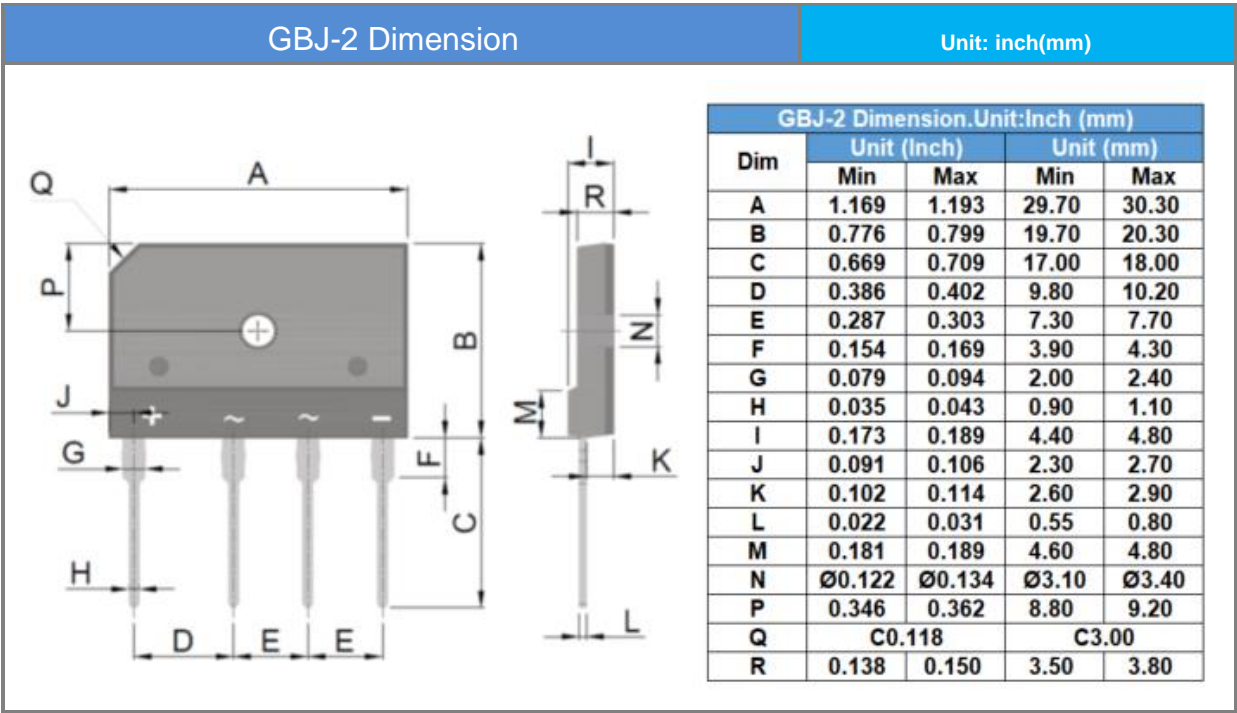 GBJ-2 Dimension
Unit: inch(mm)
Q
A
P
J
G
H
D
E
E
B
F
C
I
R
N
M
K
L
GBJ-2 Dimension.Unit:Inch (mm)
Dim Unit (Inch) Unit (mm)
Min Max Min Max
A 1.169 1.193 29.70 30.30
B 0.776 0.799 19.70 20.30
C 0.669 0.709 17.00 18.00
D 0.386 0.402 9.80 10.20
E 0.287 0.303 7.30 7.70
F 0.154 0.169 3.90 4.30
G 0.079 0.094 2.00 2.40
H 0.035 0.043 0.90 1.10
I 0.173 0.189 4.40 4.80
J 0.091 0.106 2.30 2.70
K 0.102 0.114 2.60 2.90
L 0.022 0.031 0.55 0.80
M 0.181 0.189 4.60 4.80
N Ø0.122 Ø0.134 Ø3.10 Ø3.40
P 0.346 0.362 8.80 9.20
Q C0.118 C3.00
R 0.138 0.150 3.50 3.80
+ ~ ~ −